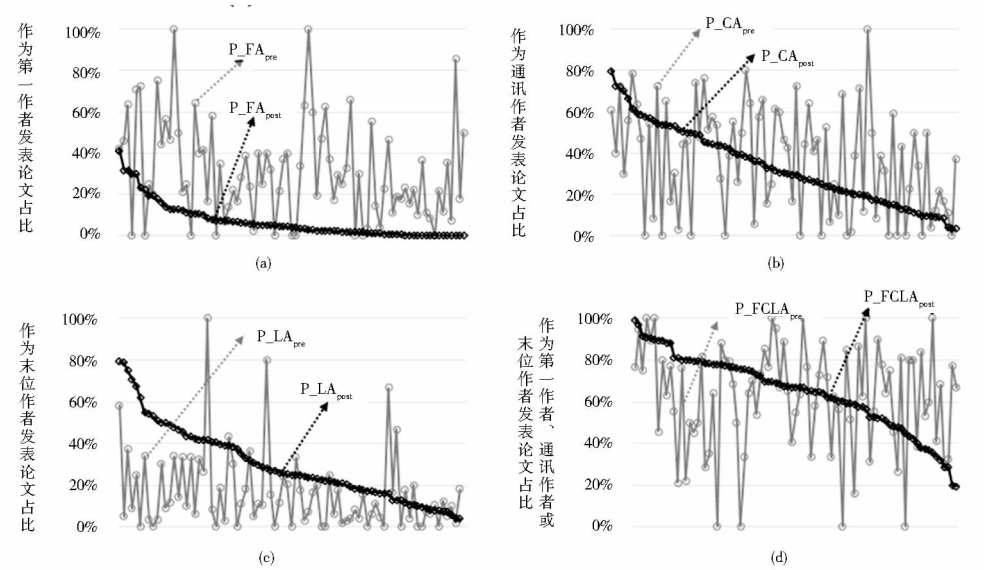 作为第一作者发表论文占比
100%
80%
60%
40%
20%
0%
P_FApre
P_FApost
(a)
作为通讯作者发表论文占比
100%
80%
60%
40%
20%
0%
P_CApre
P_CApost
(b)
作为末位作者发表论文占比
100%
80%
60%
40%
20%
0%
P_LApre
P_LApost
(c)
作为第一作者、通讯作者或
末位作者发表论文占比
100%
80%
60%
40%
20%
0%
P_FCLApre
P_FCLApost
(d)